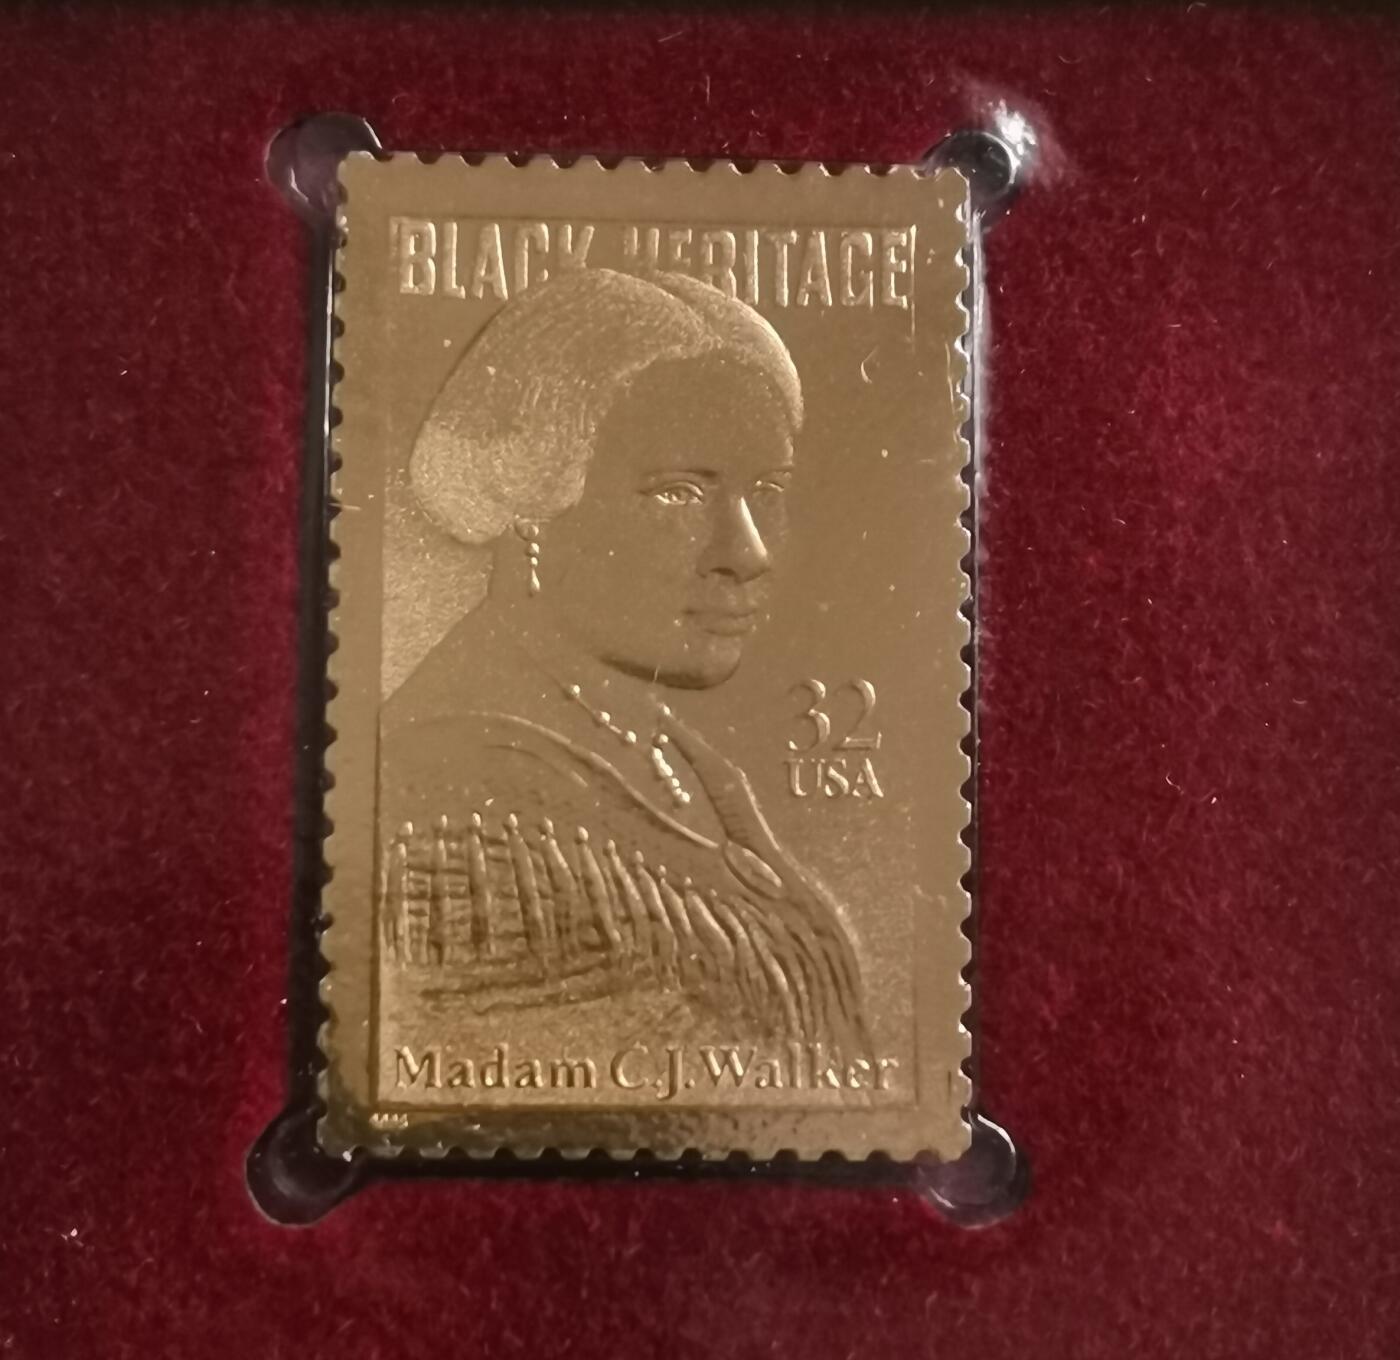 BLACK HERITAGE
32
USA
Madam C.J. Walker